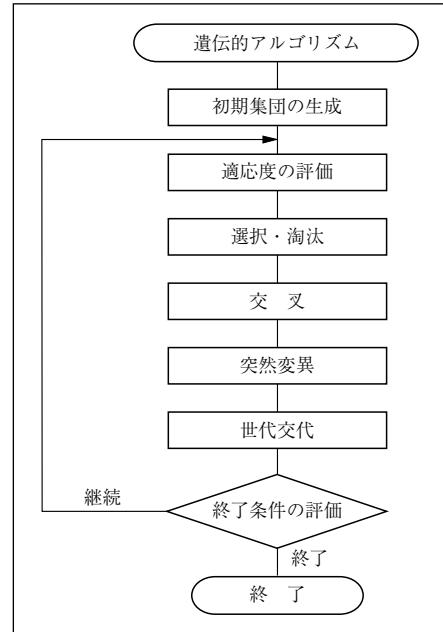 遺伝的アルゴリズム
初期集団の生成
適応度の評価
選択・淘汰
交　叉
突然変異
世代交代
終了条件の評価
継続
終了
終　了